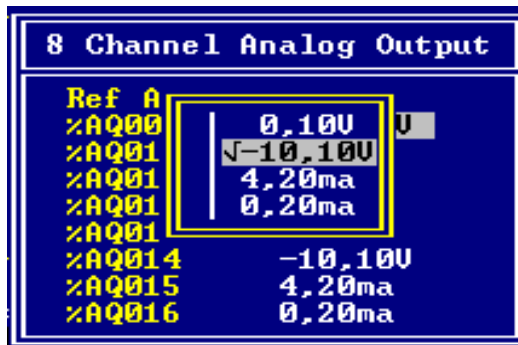 8 Channel Analog Output
Ref A
%AQ00 0,10V V
%AQ01 √-10,10V
%AQ01 4,20ma
%AQ01 0,20ma
%AQ01
%AQ014 -10,10V
%AQ015 4,20ma
%AQ016 0,20ma